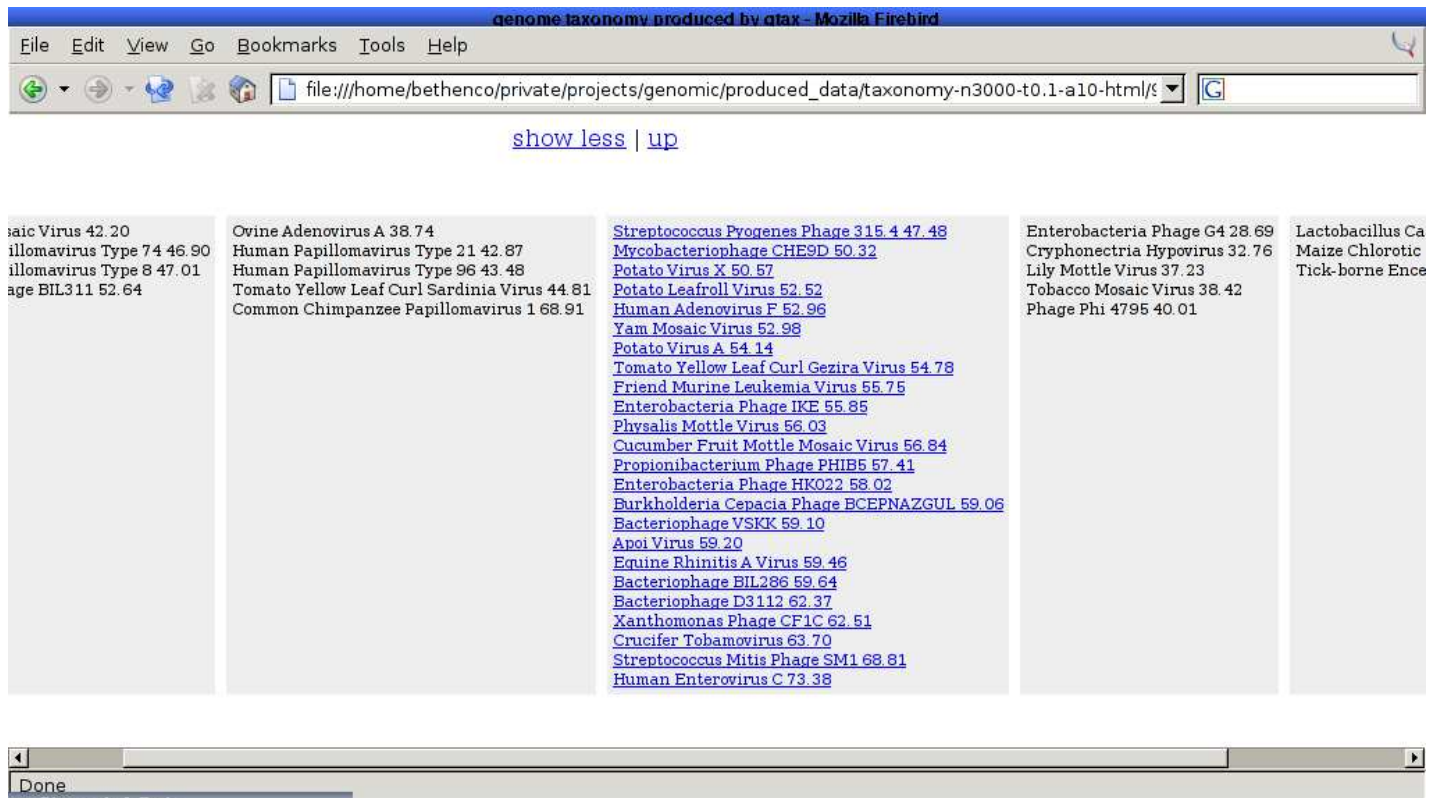 genome taxonomy produced by gtax - Mozilla Firebird
File Edit View Go Bookmarks Tools Help
file:///home/bethenco/private/projects/genomic/produced_data/taxonomy-n3000-t0.1-a10-html/9
G
show less | up
saic Virus 42.20
illomavirus Type 74 46.90
illomavirus Type 8 47.01
age BIL311 52.64
Ovine Adenovirus A 38.74
Human Papillomavirus Type 21 42.87
Human Papillomavirus Type 96 43.48
Tomato Yellow Leaf Curl Sardinia Virus 44.81
Common Chimpanzee Papillomavirus 1 68.91
Streptococcus Pyogenes Phage 315.4 47.48
Mycobacteriophage CHE9D 50.32
Potato Virus X 50.57
Potato Leafroll Virus 52.52
Human Adenovirus F 52.96
Yam Mosaic Virus 52.98
Potato Virus A 54.14
Tomato Yellow Leaf Curl Gezira Virus 54.78
Friend Murine Leukemia Virus 55.75
Enterobacteria Phage IKE 55.85
Physalis Mottle Virus 56.03
Cucumber Fruit Mottle Mosaic Virus 56.84
Propionibacterium Phage PHIB5 57.41
Enterobacteria Phage HK022 58.02
Burkholderia Cepacia Phage BCEPNAZGUL 59.06
Bacteriophage VSKK 59.10
Apoi Virus 59.20
Equine Rhinitis A Virus 59.46
Bacteriophage BIL286 59.64
Bacteriophage D3112 62.37
Xanthomonas Phage CF1C 62.51
Crucifer Tobamovirus 63.70
Streptococcus Mitis Phage SM1 68.81
Human Enterovirus C 73.38
Enterobacteria Phage G4 28.69
Cryphonectria Hypovirus 32.76
Lily Mottle Virus 37.23
Tobacco Mosaic Virus 38.42
Phage Phi 4795 40.01
Lactobacillus Ca
Maize Chlorotic
Tick-borne Ence
Done